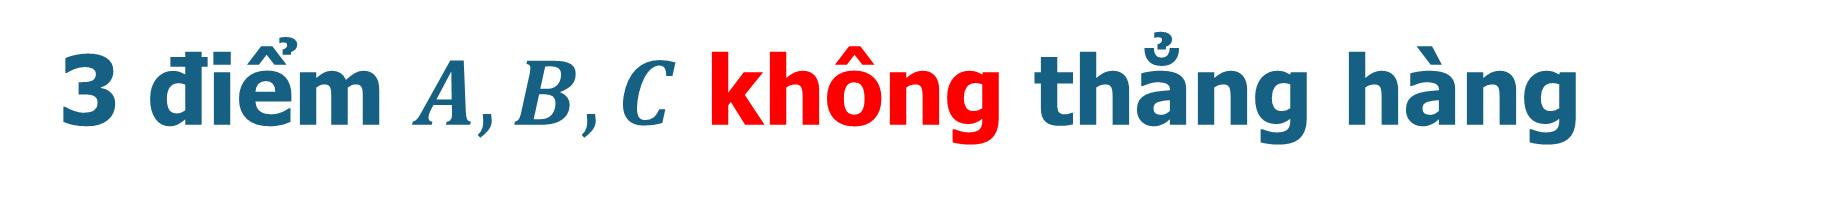 3 điểm A, B, C không thẳng hàng